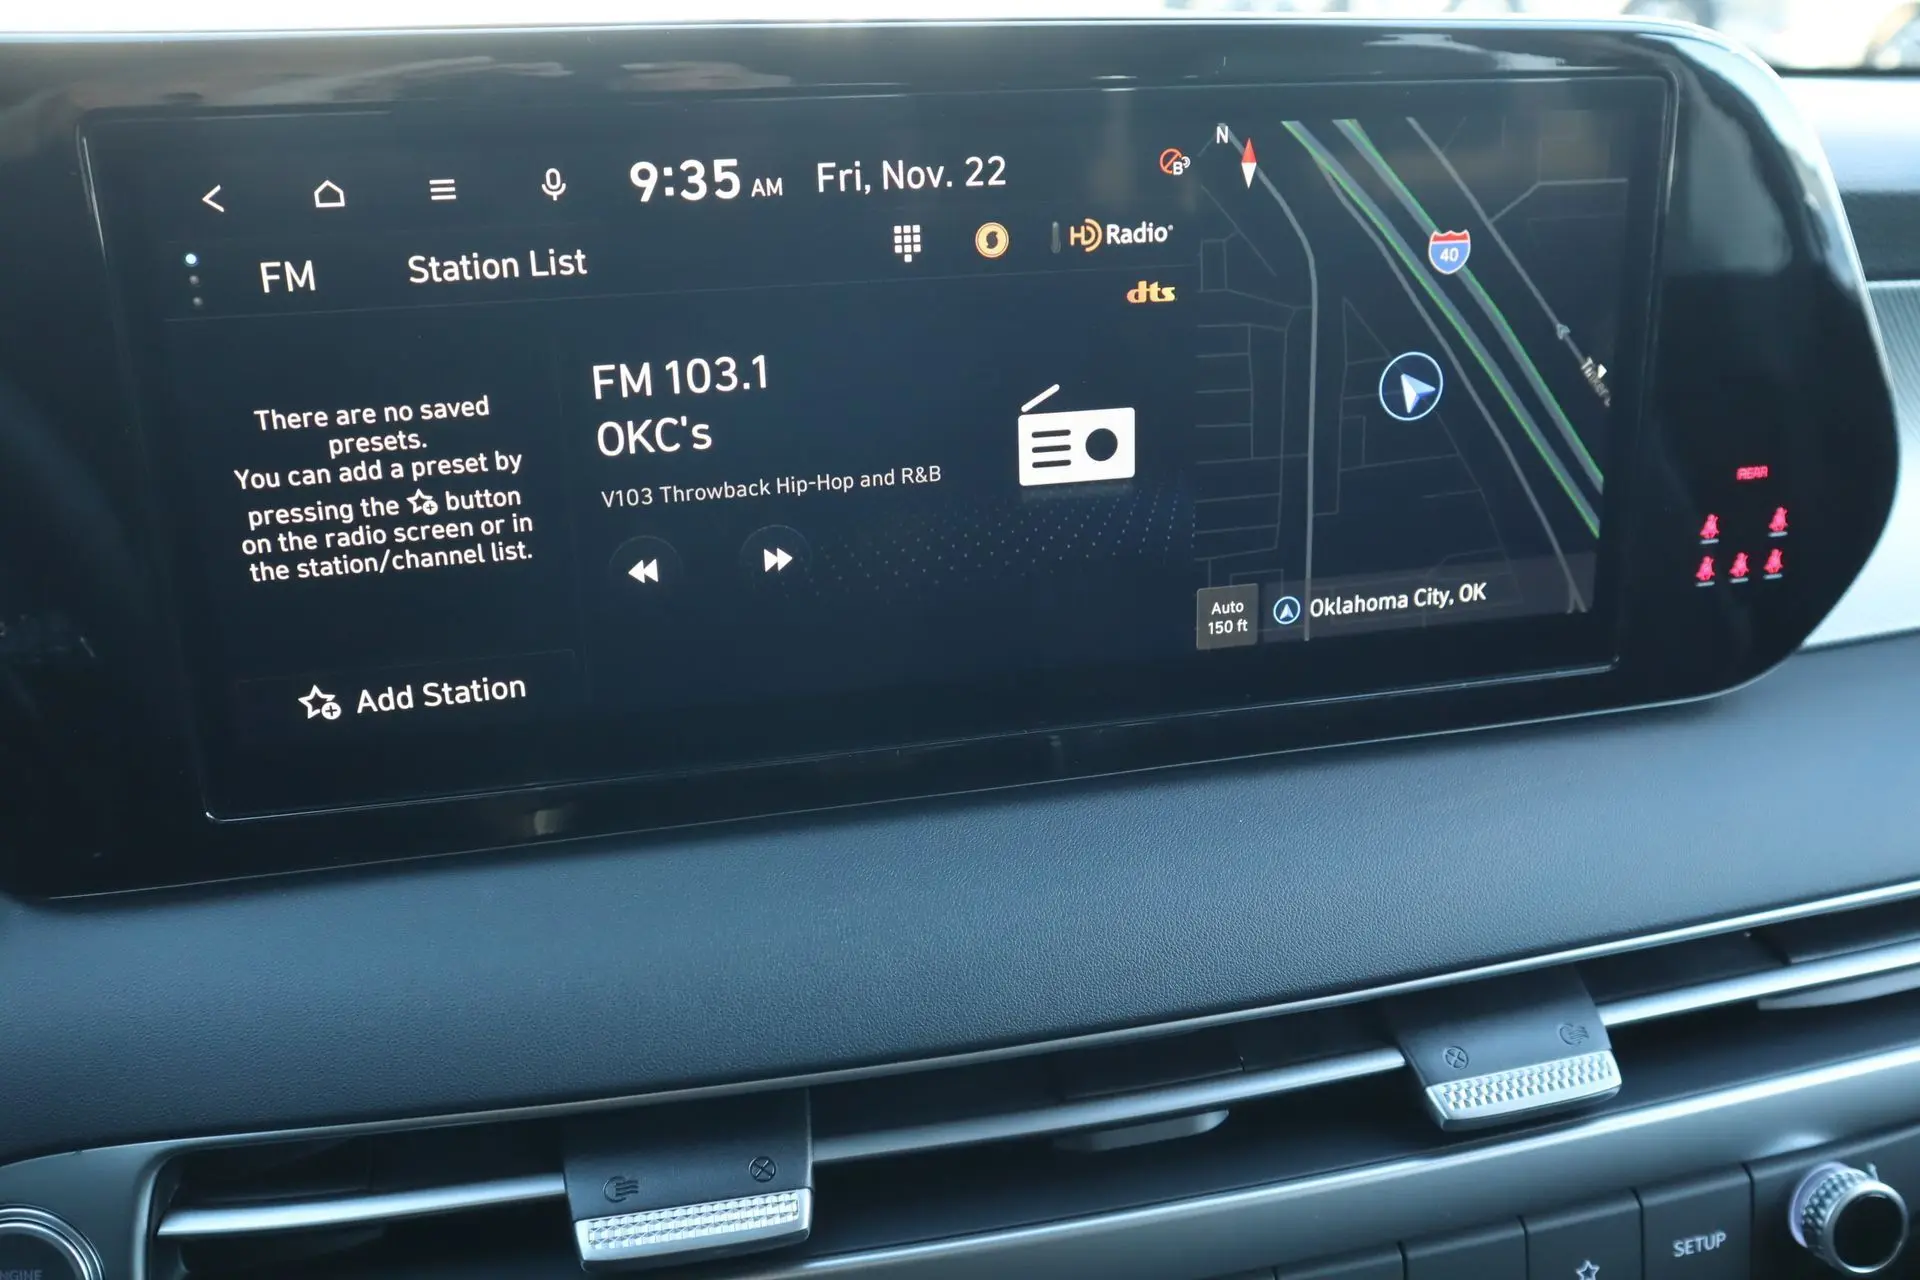 9:35 AM Fri, Nov. 22
FM Station List
HD Radio
dts
There are no saved
presets.
You can add a preset by
pressing the button
on the radio screen or in
the station/channel list.
Add Station
FM 103.1
OKC's
V103 Throwback Hip-Hop and R&B
N
40
Auto
150 ft
Oklahoma City, OK
REAR
SETUP